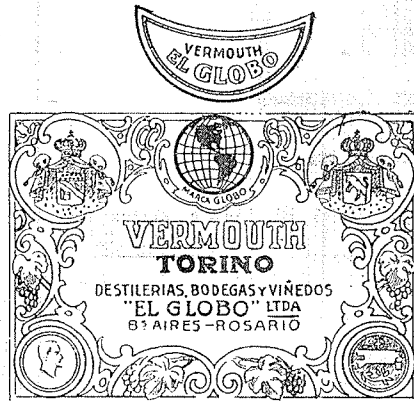 VERMOUTH
EL GLOBO
MARCA GLOBO
VERMOUTH
TORINO
DESTILERIAS, BODEGAS Y VIÑEDOS
"EL GLOBO" LTDA
Bs AIRES-ROSARIO